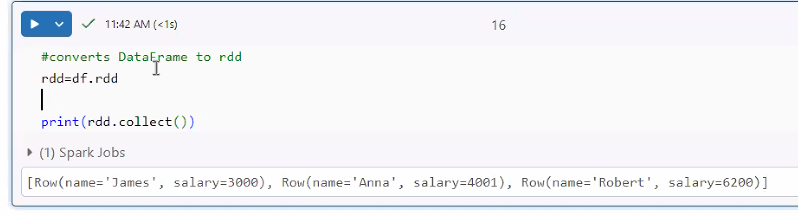 11:42 AM (<1s)
16
#converts DataFrame to rdd
rdd=df.rdd
print(rdd.collect())
(1) Spark Jobs
[Row(name='James', salary=3000), Row(name='Anna', salary=4001), Row(name='Robert', salary=6200)]